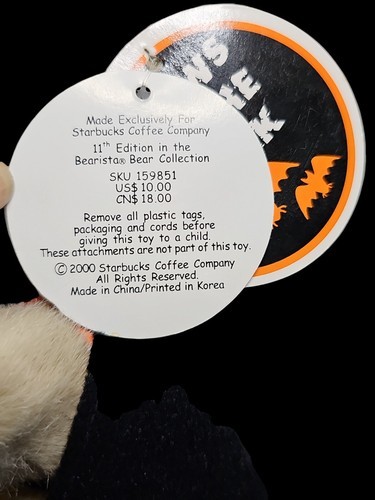 Made Exclusively For
Starbucks Coffee Company
11th Edition in the
Bearista® Bear Collection
SKU 159851
US$ 10.00
CN$ 18.00
Remove all plastic tags,
packaging and cords before
giving this toy to a child.
These attachments are not part of this toy.
© 2000 Starbucks Coffee Company
All Rights Reserved.
Made in China/Printed in Korea